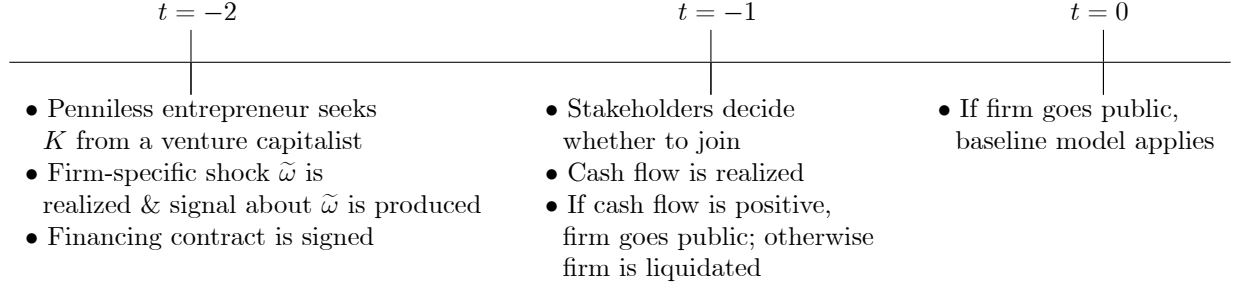 t = −2
t = −1
t = 0
• Penniless entrepreneur seeks
K from a venture capitalist
• Firm-specific shock ω̃ is
realized & signal about ω̃ is produced
• Financing contract is signed
• Stakeholders decide
whether to join
• Cash flow is realized
• If cash flow is positive,
firm goes public; otherwise
firm is liquidated
• If firm goes public,
baseline model applies